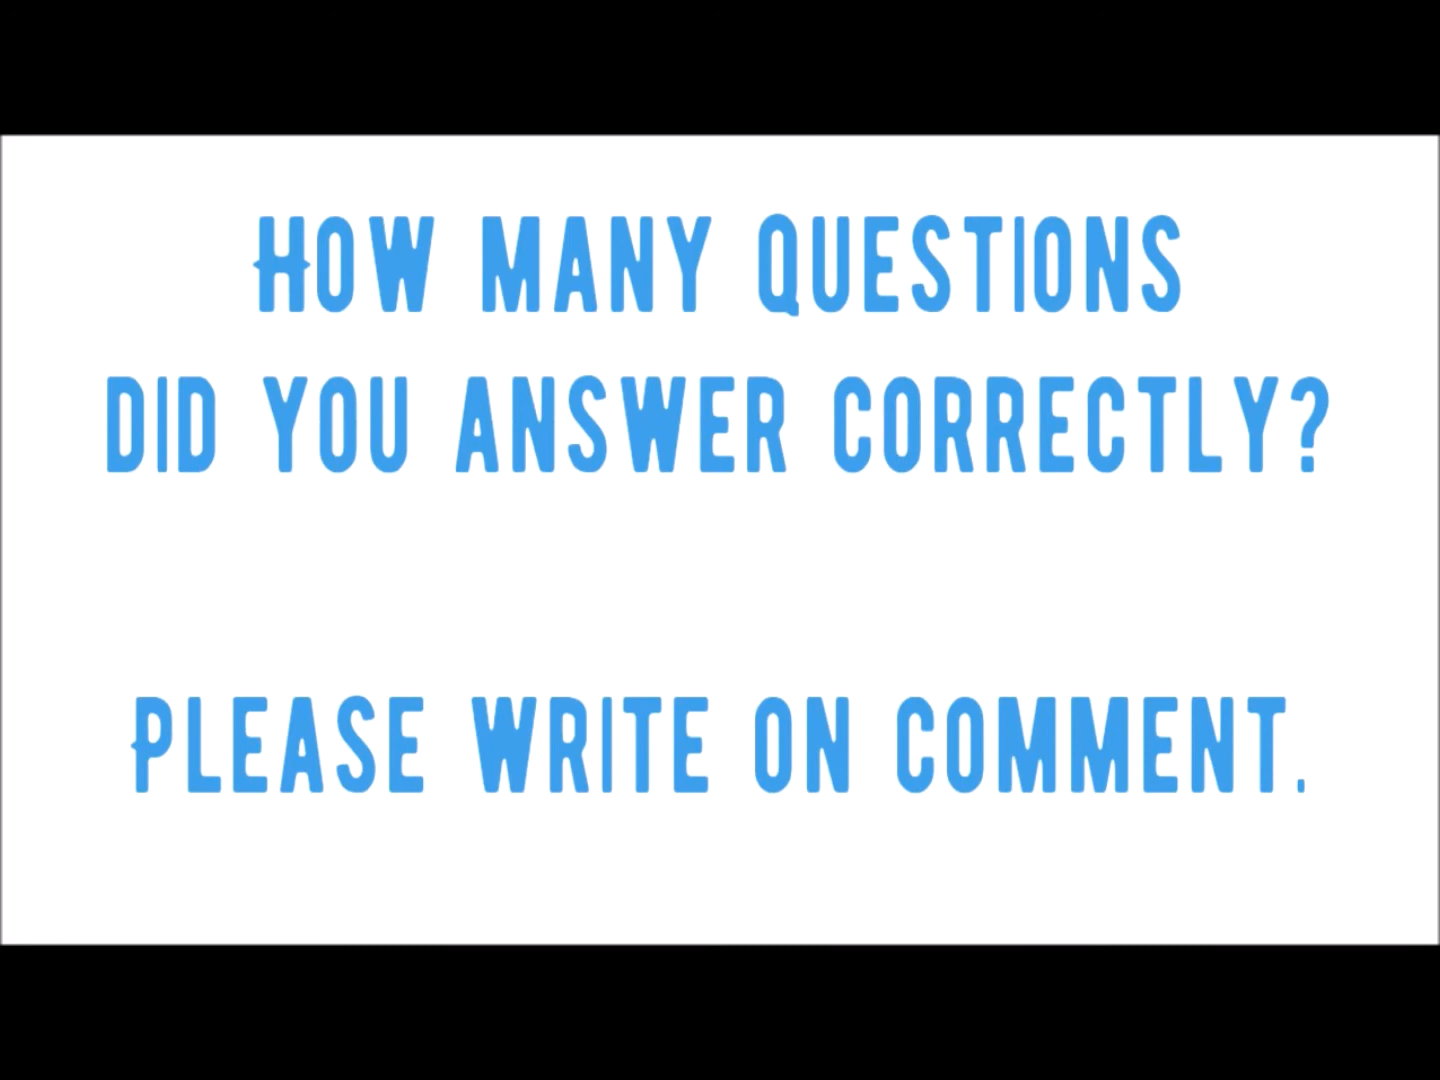 How many questions
did you answer correctly?
Please write on comment.